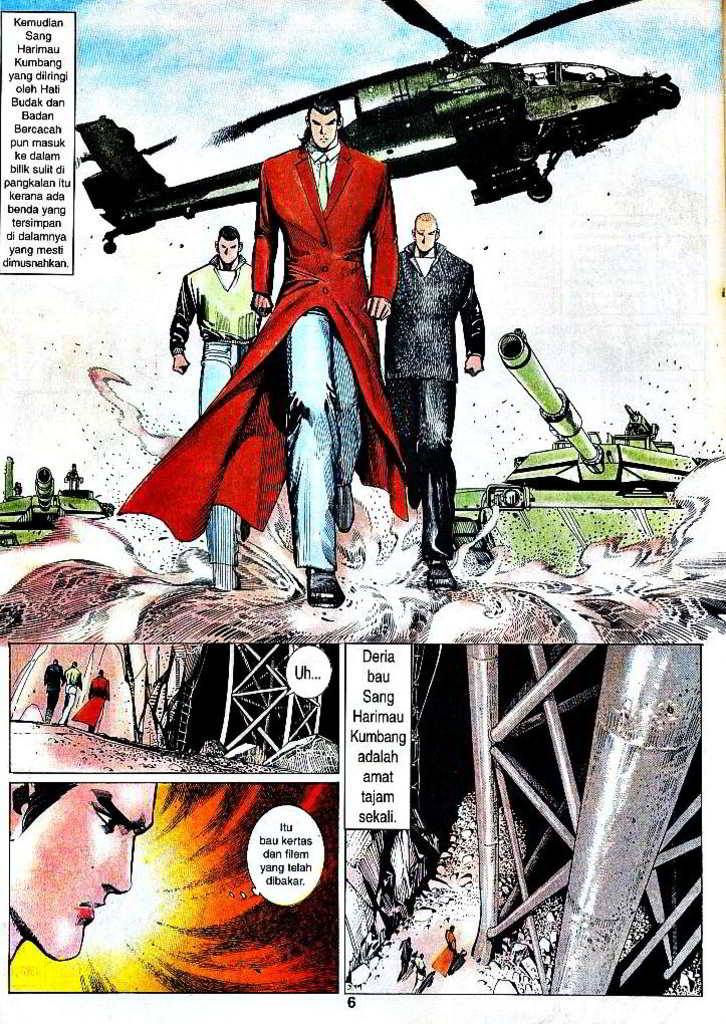 Kemudian
Sang
Harimau
Kumbang
yang diiringi
oleh Hati
Budak dan
Badan
Bercacah
pun masuk
ke dalam
bilik sulit di
pangkalan itu
kerana ada
benda yang
tersimpan
di dalamnya
yang mesti
dimusnahkan.
Uh...
Deria
bau
Sang
Harimau
Kumbang
adalah
amat
tajam
sekali.
Itu
bau kertas
dan filem
yang telah
dibakar.
6